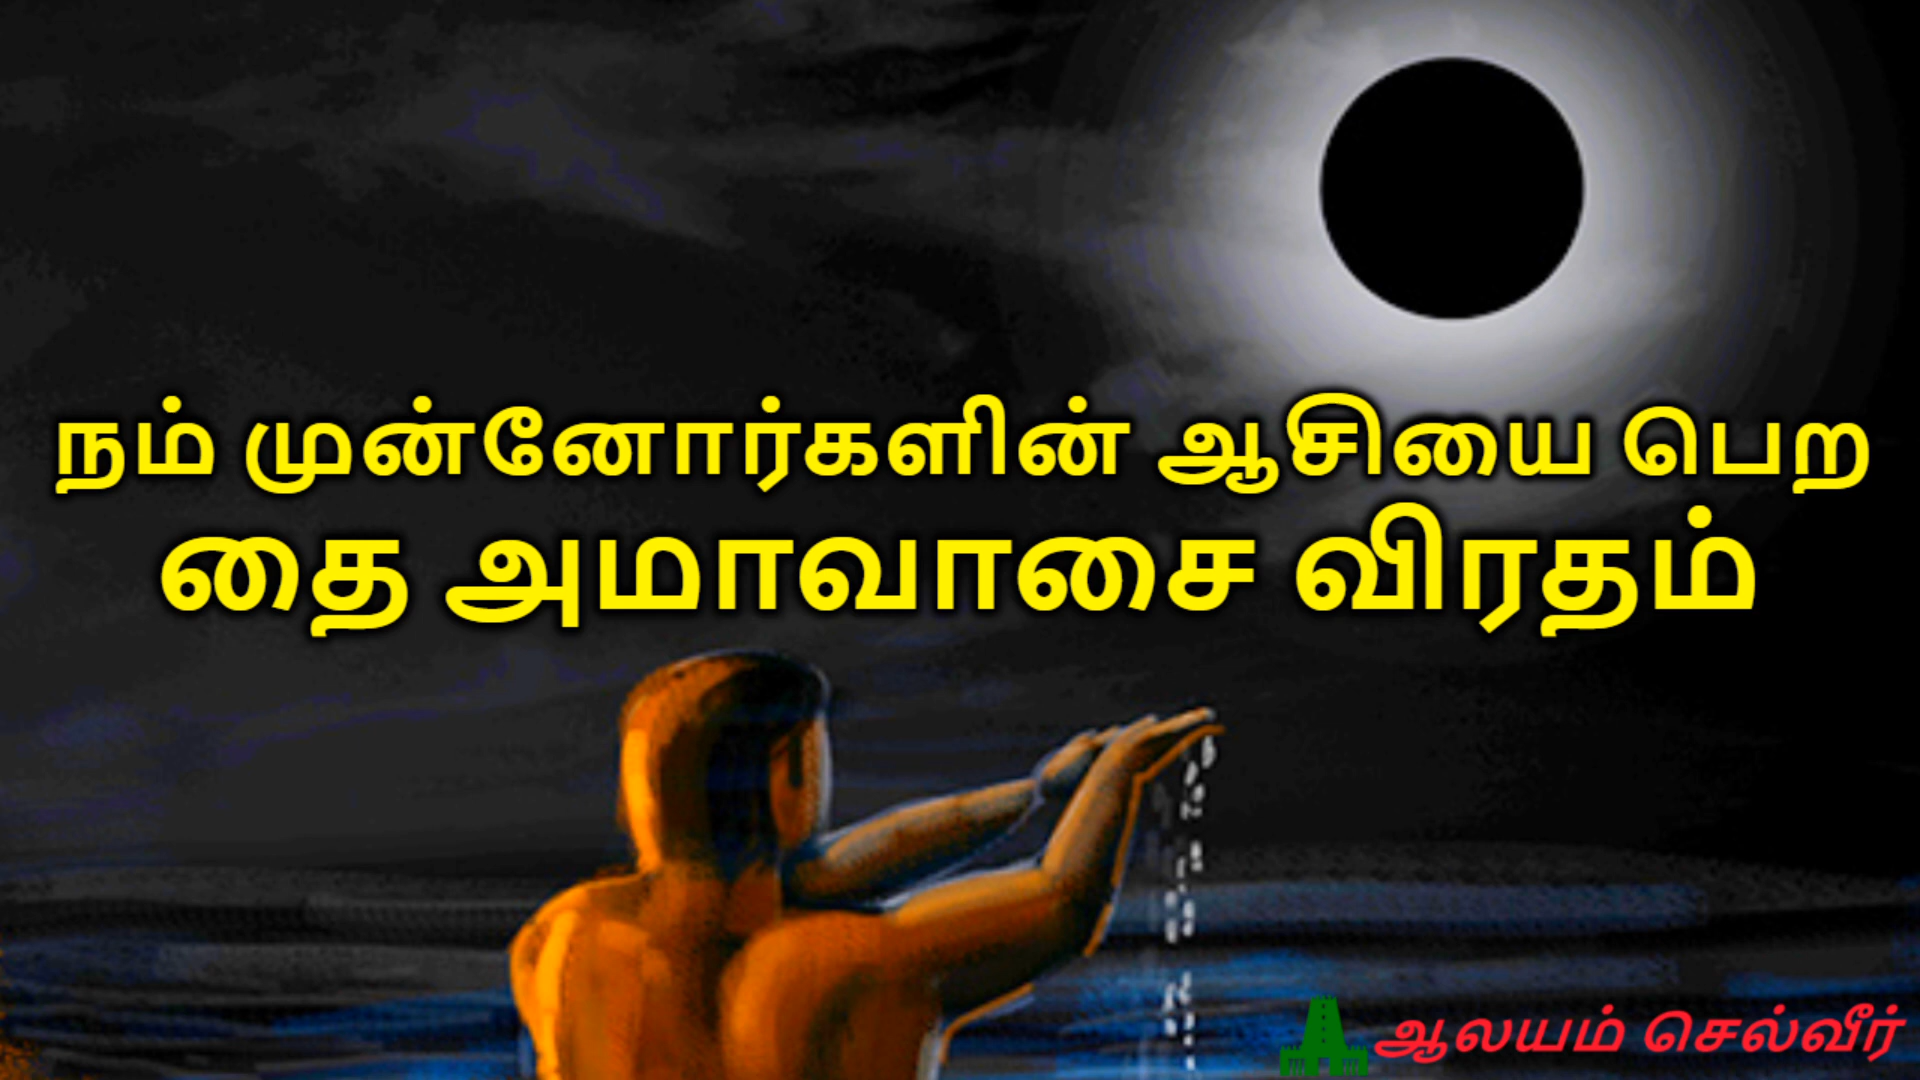 நம் முன்னோர்களின் ஆசியை பெற
தை அமாவாசை விரதம்
ஆலயம் செல்வீர்